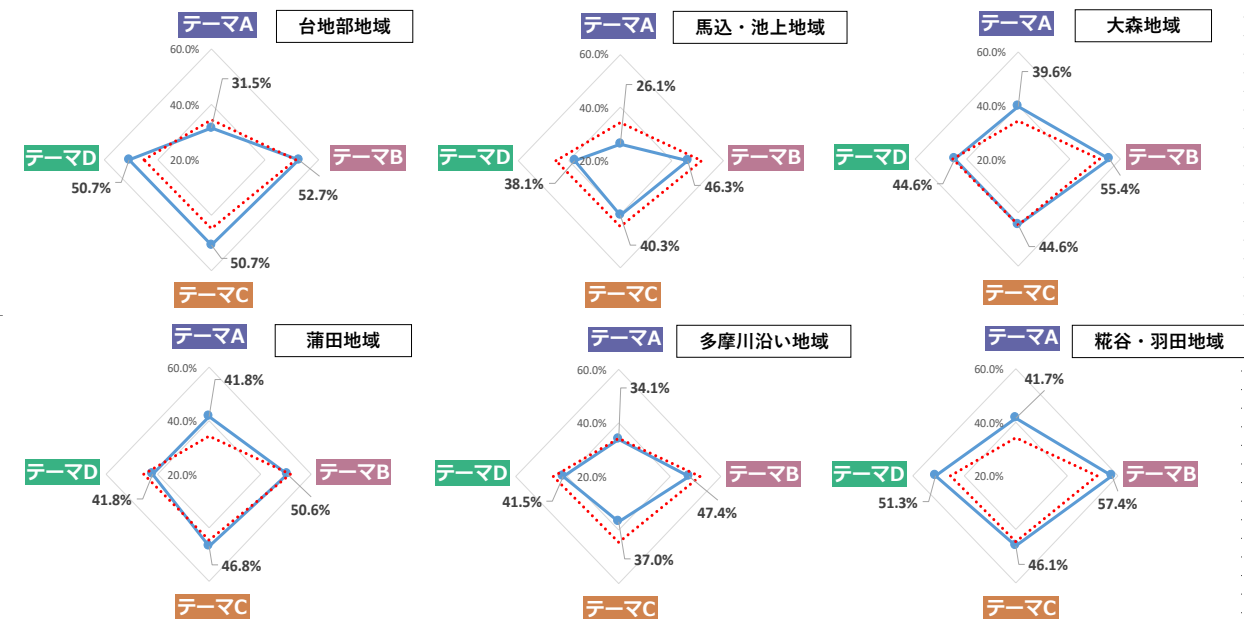 テーマA
台地部地域
60.0%
31.5%
40.0%
テーマD
20.0%
テーマB
50.7%
52.7%
50.7%
テーマC
テーマA
馬込・池上地域
60.0%
26.1%
40.0%
テーマD
20.0%
テーマB
38.1%
46.3%
40.3%
テーマC
テーマA
大森地域
60.0%
39.6%
40.0%
テーマD
20.0%
テーマB
44.6%
55.4%
44.6%
テーマC
テーマA
蒲田地域
60.0%
41.8%
40.0%
テーマD
20.0%
テーマB
41.8%
50.6%
46.8%
テーマC
テーマA
多摩川沿い地域
60.0%
34.1%
40.0%
テーマD
20.0%
テーマB
41.5%
47.4%
37.0%
テーマC
テーマA
糀谷・羽田地域
60.0%
41.7%
40.0%
テーマD
20.0%
テーマB
51.3%
57.4%
46.1%
テーマC